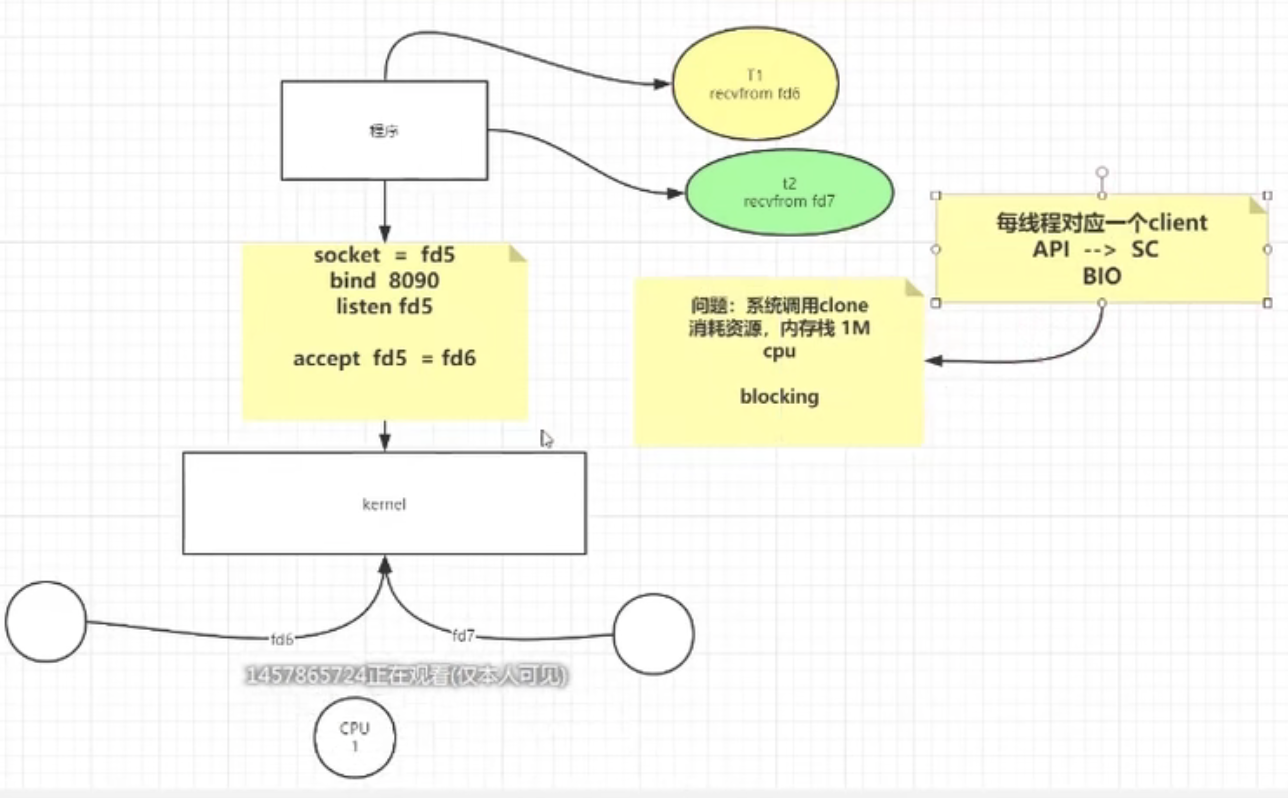 T1
recvfrom fd6
程序
t2
recvfrom fd7
每线程对应一个client
API --> SC
BIO
socket = fd5
bind 8090
listen fd5
accept fd5 = fd6
问题：系统调用clone
消耗资源，内存栈 1M
cpu
blocking
kernel
fd6
fd7
1457865724正在观看(仅本人可见)
CPU
1